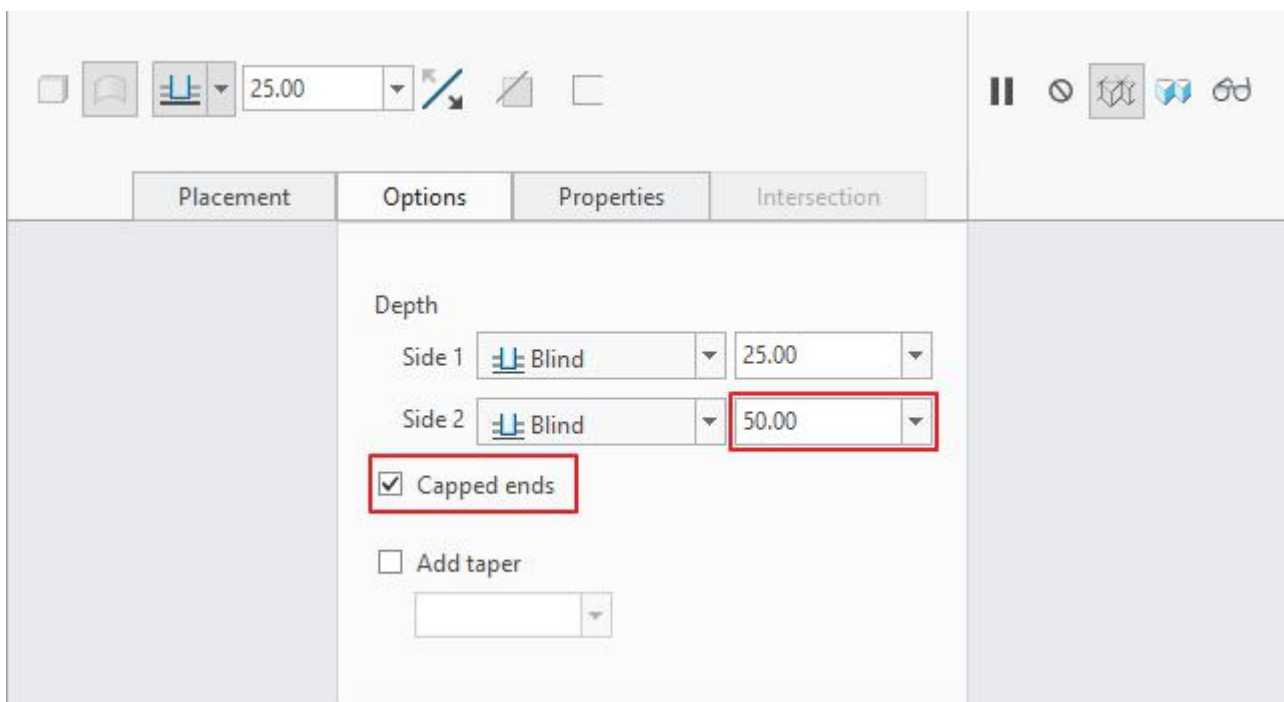 25.00
Placement Options Properties Intersection
Depth
Side 1 Blind 25.00
Side 2 Blind 50.00
Capped ends
Add taper